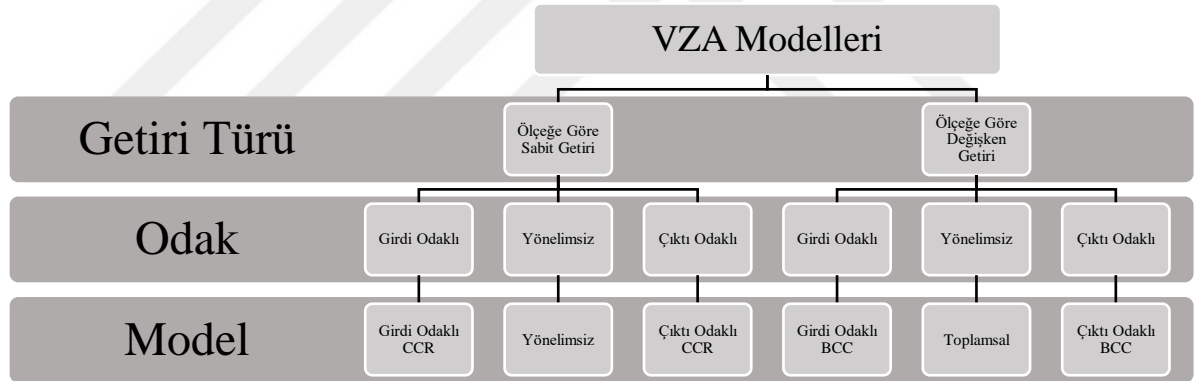 VZA Modelleri
Getiri Türü
Ölçeğe Göre
Sabit Getiri
Ölçeğe Göre
Değişken
Getiri
Odak
Girdi Odaklı
Yönelimsiz
Çıktı Odaklı
Girdi Odaklı
Yönelimsiz
Çıktı Odaklı
Model
Girdi Odaklı
CCR
Yönelimsiz
Çıktı Odaklı
CCR
Girdi Odaklı
BCC
Toplamsal
Çıktı Odaklı
BCC